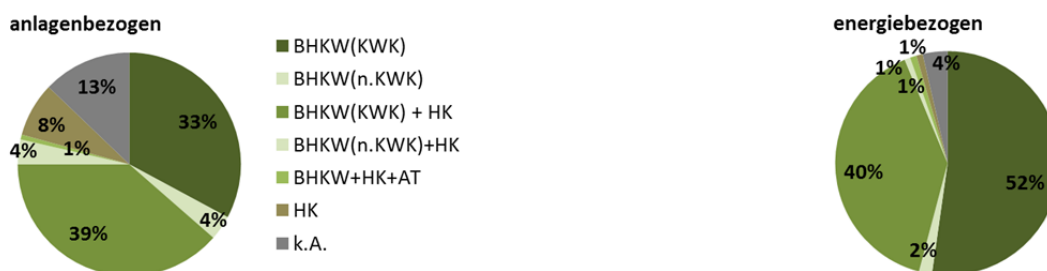 anlagenbezogen
13%
33%
8%
1%
4%
4%
39%
BHKW(KWK)
BHKW(n.KWK)
BHKW(KWK) + HK
BHKW(n.KWK)+HK
BHKW+HK+AT
HK
k.A.
energiebezogen
1%
1%
1%
4%
40%
52%
2%